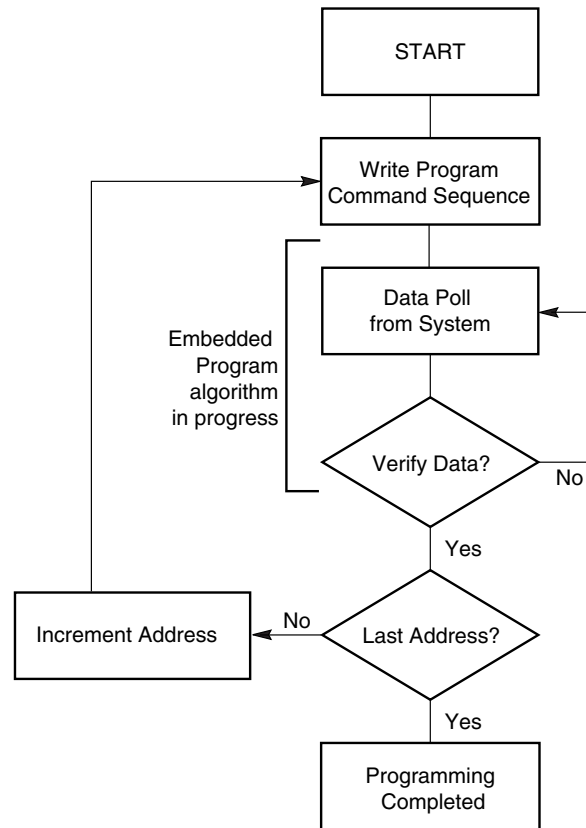 START
Write Program
Command Sequence
Data Poll
from System
Embedded
Program
algorithm
in progress
Verify Data?
No
Yes
No
Increment Address
Last Address?
Yes
Programming
Completed